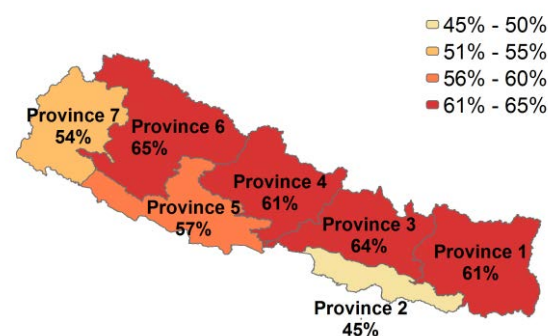 45% - 50%
51% - 55%
56% - 60%
61% - 65%
Province 7
54%
Province 6
65%
Province 4
61%
Province 5
57%
Province 3
64%
Province 1
61%
Province 2
45%